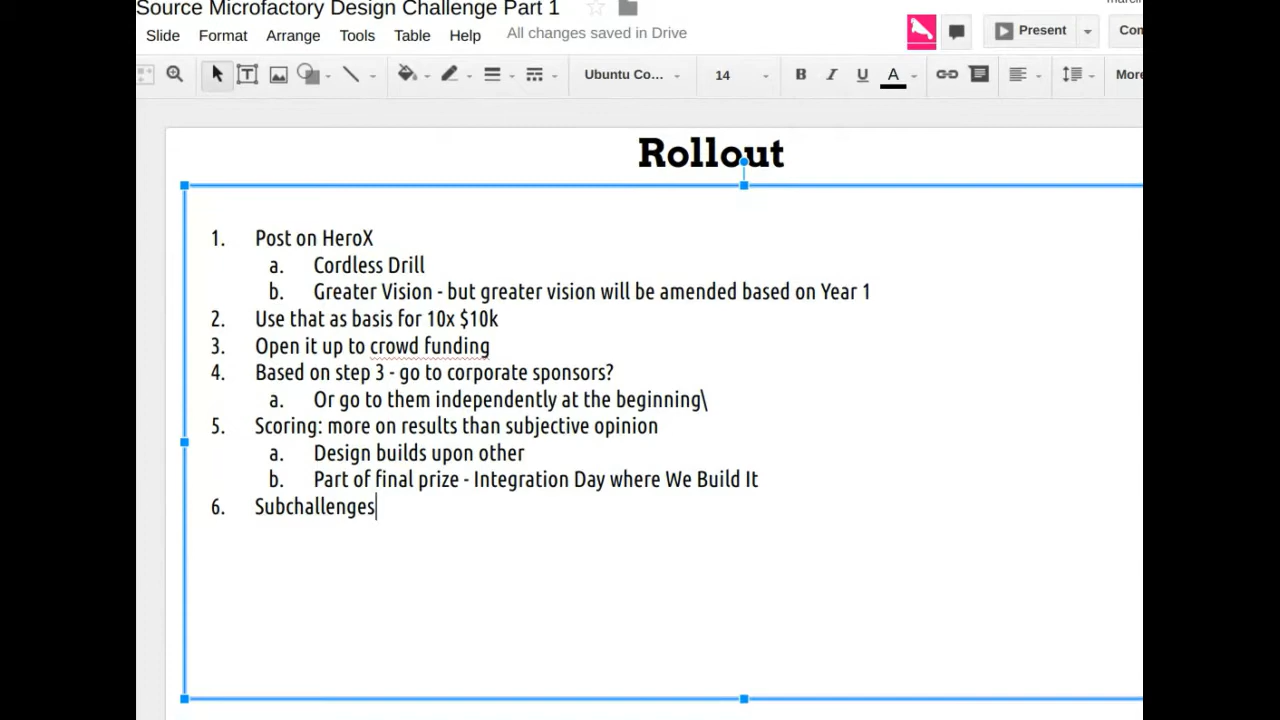 Source Microfactory Design Challenge Part 1
Slide Format Arrange Tools Table Help All changes saved in Drive
Present
Ubuntu Co... 14 B I U A
Rollout
1. Post on HeroX
a. Cordless Drill
b. Greater Vision - but greater vision will be amended based on Year 1
2. Use that as basis for 10x $10k
3. Open it up to crowd funding
4. Based on step 3 - go to corporate sponsors?
a. Or go to them independently at the beginning\
5. Scoring: more on results than subjective opinion
a. Design builds upon other
b. Part of final prize - Integration Day where We Build It
6. Subchallenges